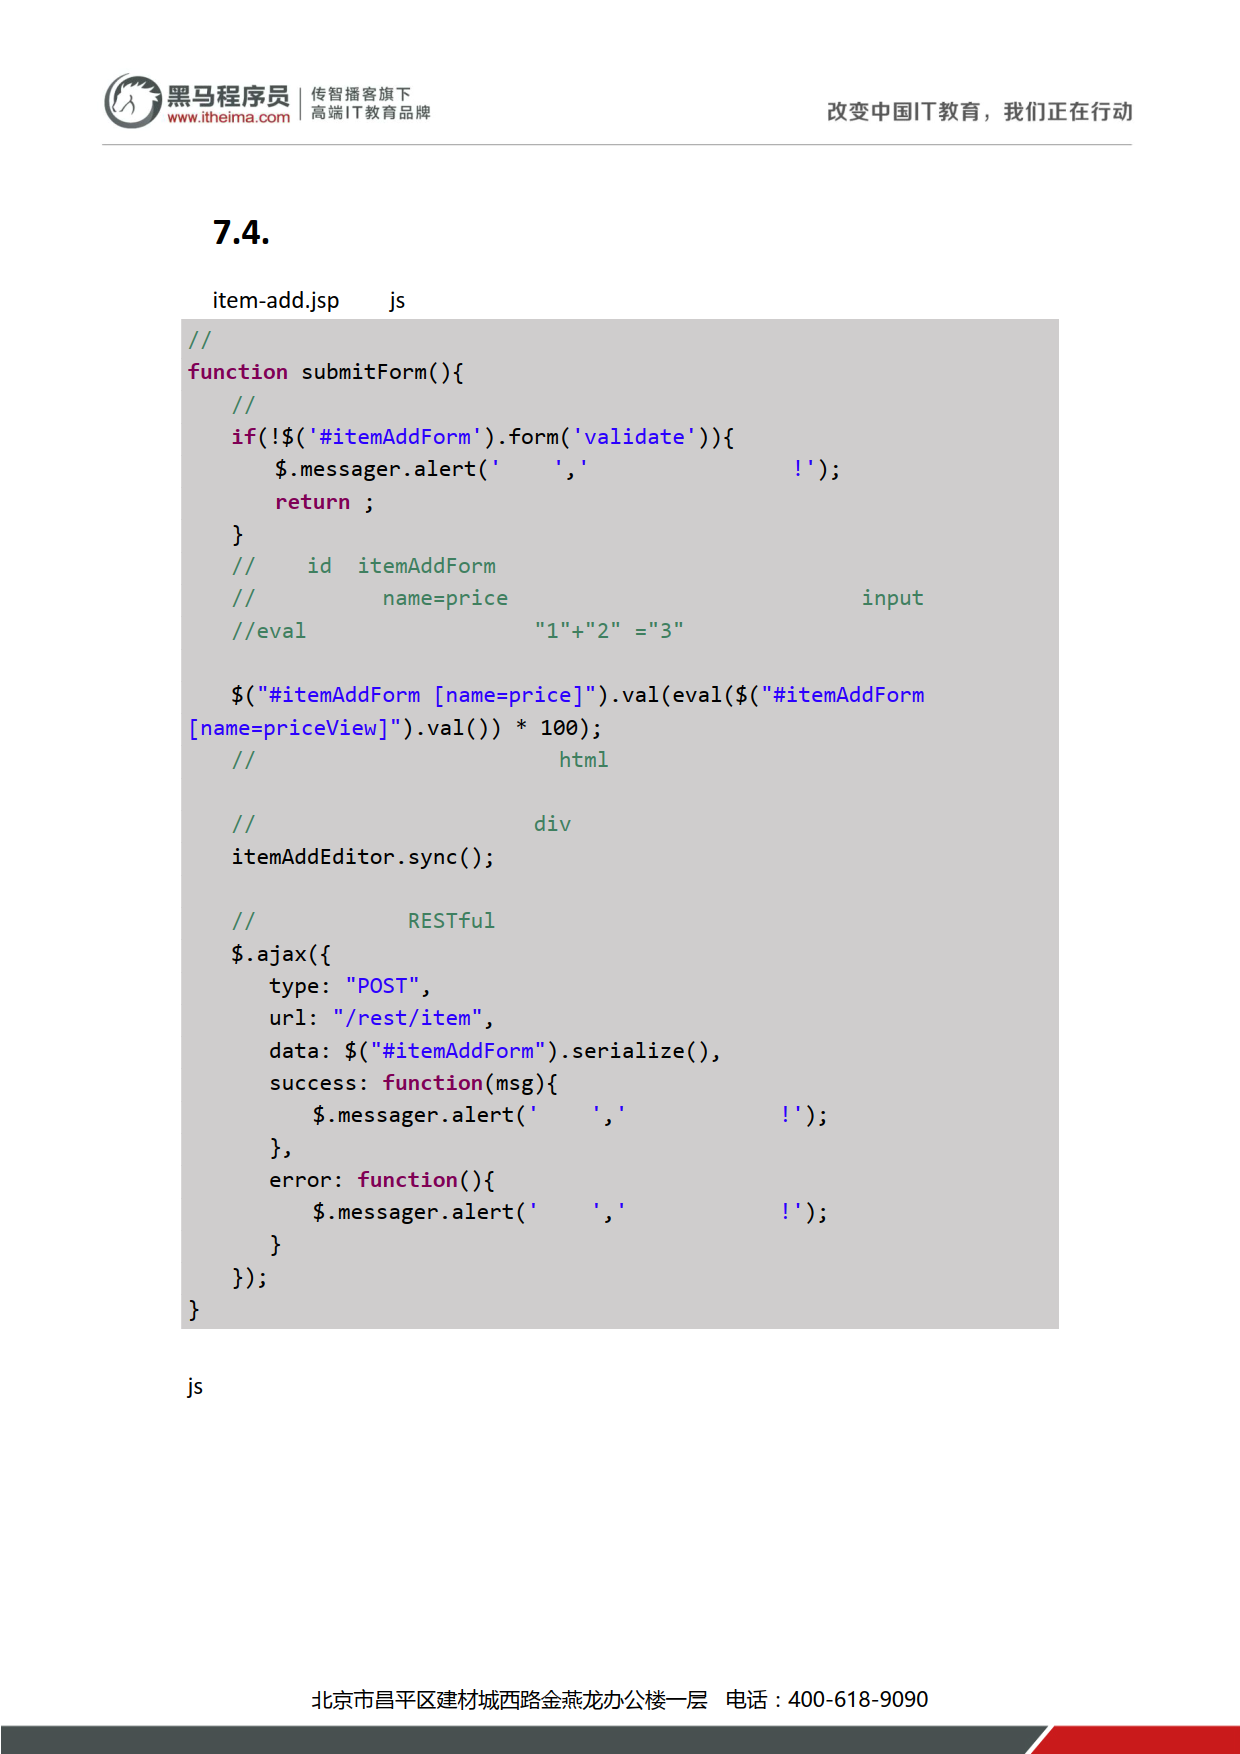 黑马程序员
www.itheima.com
传智播客旗下
高端IT教育品牌
改变中国IT教育，我们正在行动
7.4.
item-add.jsp js
//
function submitForm(){
//
if(!$('#itemAddForm').form('validate')){
$.messager.alert(' ',' !');
return ;
}
// id itemAddForm
// name=price input
//eval "1"+"2" ="3"
$("#itemAddForm [name=price]").val(eval($("#itemAddForm
[name=priceView]").val()) * 100);
// html
// div
itemAddEditor.sync();
// RESTful
$.ajax({
type: "POST",
url: "/rest/item",
data: $("#itemAddForm").serialize(),
success: function(msg){
$.messager.alert(' ',' !');
},
error: function(){
$.messager.alert(' ',' !');
}
});
}
js
北京市昌平区建材城西路金燕龙办公楼一层 电话：400-618-9090